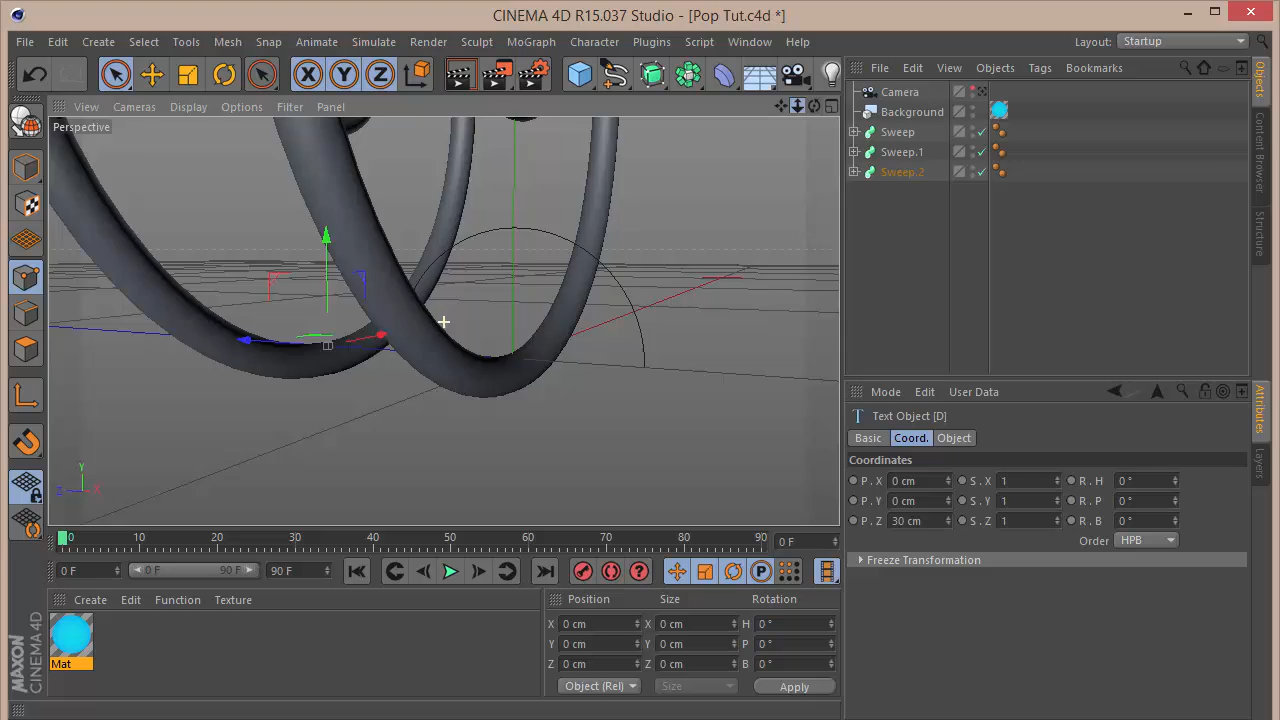 CINEMA 4D R15.037 Studio - [Pop Tut.c4d *]
File Edit Create Select Tools Mesh Snap Animate Simulate Render Sculpt MoGraph Character Plugins Script Window Help Layout: Startup
X Y Z
File Edit View Objects Tags Bookmarks
View Cameras Display Options Filter Panel
Perspective
Camera
Background
Sweep
Sweep.1
Sweep.2
Objects
Content Browser
Structure
Y
Z X
Mode Edit User Data
Text Object [D]
Basic Coord. Object
Coordinates
P . X 0 cm S . X 1 R . H 0 °
P . Y 0 cm S . Y 1 R . P 0 °
P . Z 30 cm S . Z 1 R . B 0 °
Order HPB
Freeze Transformation
Attributes
Layers
0 10 20 30 40 50 60 70 80 90 0 F
0 F 0 F 90 F 90 F
P
Create Edit Function Texture
Mat
Position Size Rotation
X 0 cm X 0 cm H 0 °
Y 0 cm Y 0 cm P 0 °
Z 0 cm Z 0 cm B 0 °
Object (Rel) Size Apply
MAXON
CINEMA 4D